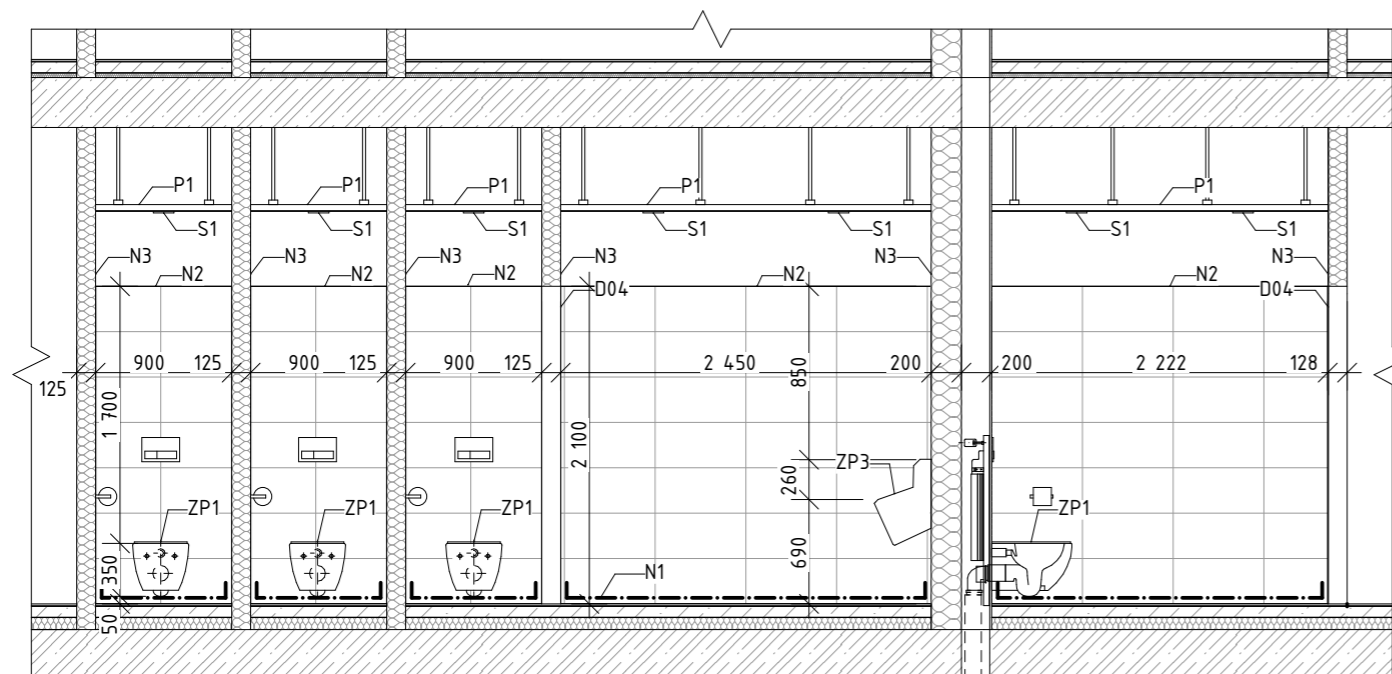 P1 P1 P1 P1 P1
S1 S1 S1 S1 S1 S1 S1
N3 N3 N3 N3 N3 N3
N2 N2 N2 N2 N2
D04 D04
125 900 125 900 125 900 125 2 450 200 200 2 222 128
1 700
2 100
850
260
690
ZP3
ZP1 ZP1 ZP1 ZP1
350
50
N1